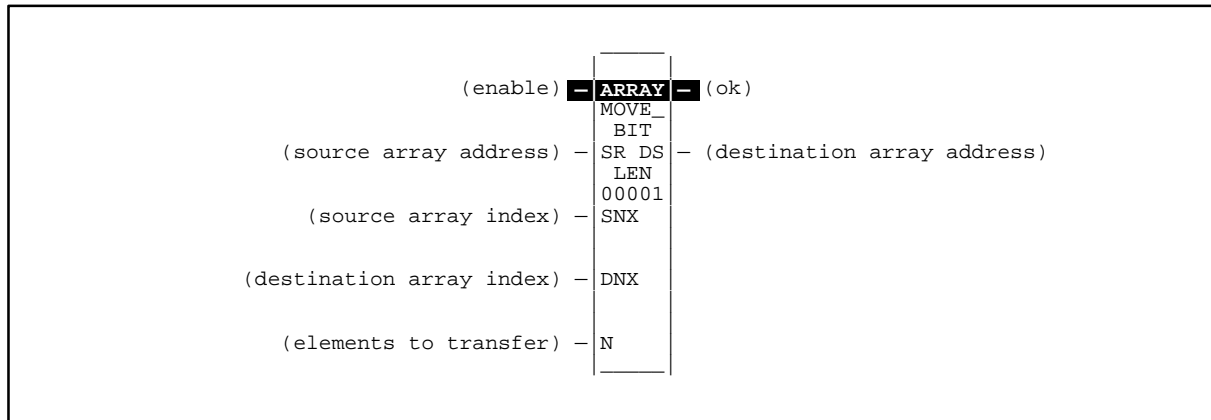 (enable) — ARRAY — (ok)
MOVE_
BIT
(source array address) — SR DS — (destination array address)
LEN
00001
(source array index) — SNX
(destination array index) — DNX
(elements to transfer) — N